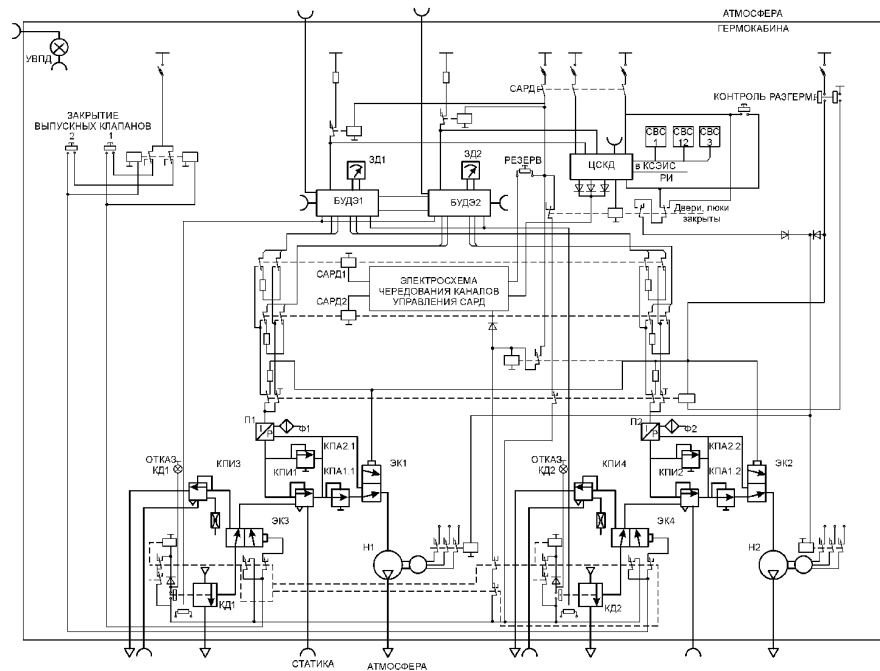 АТМОСФЕРА
ГЕРМОКАБИНА
УВПД
ЗАКРЫТИЕ
ВЫПУСКНЫХ КЛАПАНОВ
2
1
САРД
КОНТРОЛЬ РАЗГЕРМ
СВС
1
СВС
12
СВС
3
ЗД1
ЗД2
РЕЗЕРВ
ЦСКД
в КСЭИС
РИ
БУДЭ1
БУДЭ2
Двери, люки
закрыты
САРД1
САРД2
ЭЛЕКТРОСХЕМА
ЧЕРЕДОВАНИЯ КАНАЛОВ
УПРАВЛЕНИЯ САРД
П1
I
P
Ф1
КПА2.1
КПИ1
КПА1.1
ЭК1
ОТКАЗ
КД1
КПИ3
ЭК3
Н1
КД1
П2
I
P
Ф2
КПА2.2
КПИ2
КПА1.2
ЭК2
ОТКАЗ
КД2
КПИ4
ЭК4
Н2
КД2
СТАТИКА
АТМОСФЕРА